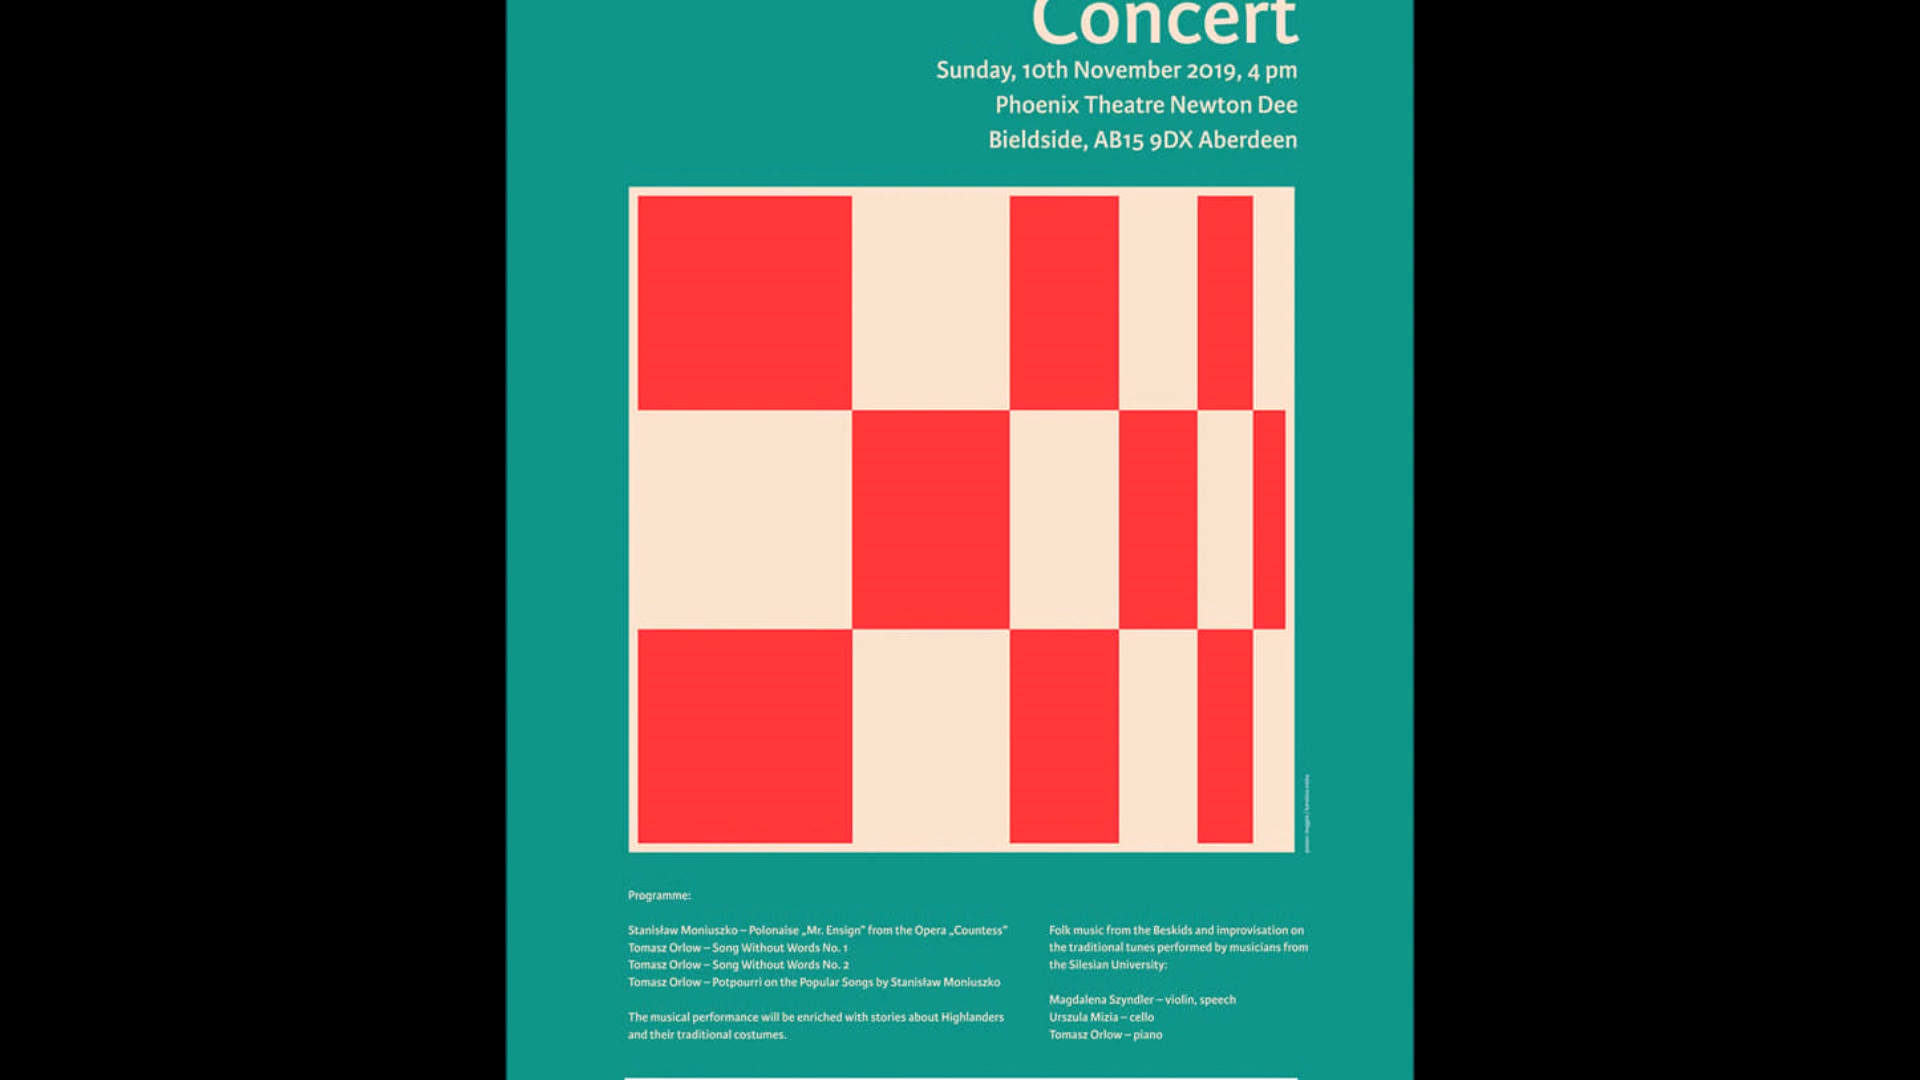 Concert
Sunday, 10th November 2019, 4 pm
Phoenix Theatre Newton Dee
Bieldside, AB15 9DX Aberdeen
Programme:
Stanisław Moniuszko – Polonaise „Mr. Ensign” from the Opera „Countess”
Tomasz Orlow – Song Without Words No. 1
Tomasz Orlow – Song Without Words No. 2
Tomasz Orlow – Potpourri on the Popular Songs by Stanisław Moniuszko
The musical performance will be enriched with stories about Highlanders
and their traditional costumes.
Folk music from the Beskids and improvisation on
the traditional tunes performed by musicians from
the Silesian University:
Magdalena Szyndler – violin, speech
Urszula Mizia – cello
Tomasz Orlow – piano